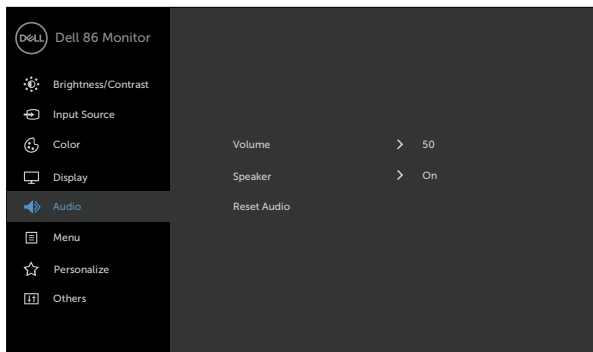 DELL Dell 86 Monitor
Brightness/Contrast
Input Source
Color
Volume 50
Display
Speaker On
Audio
Reset Audio
Menu
Personalize
Others